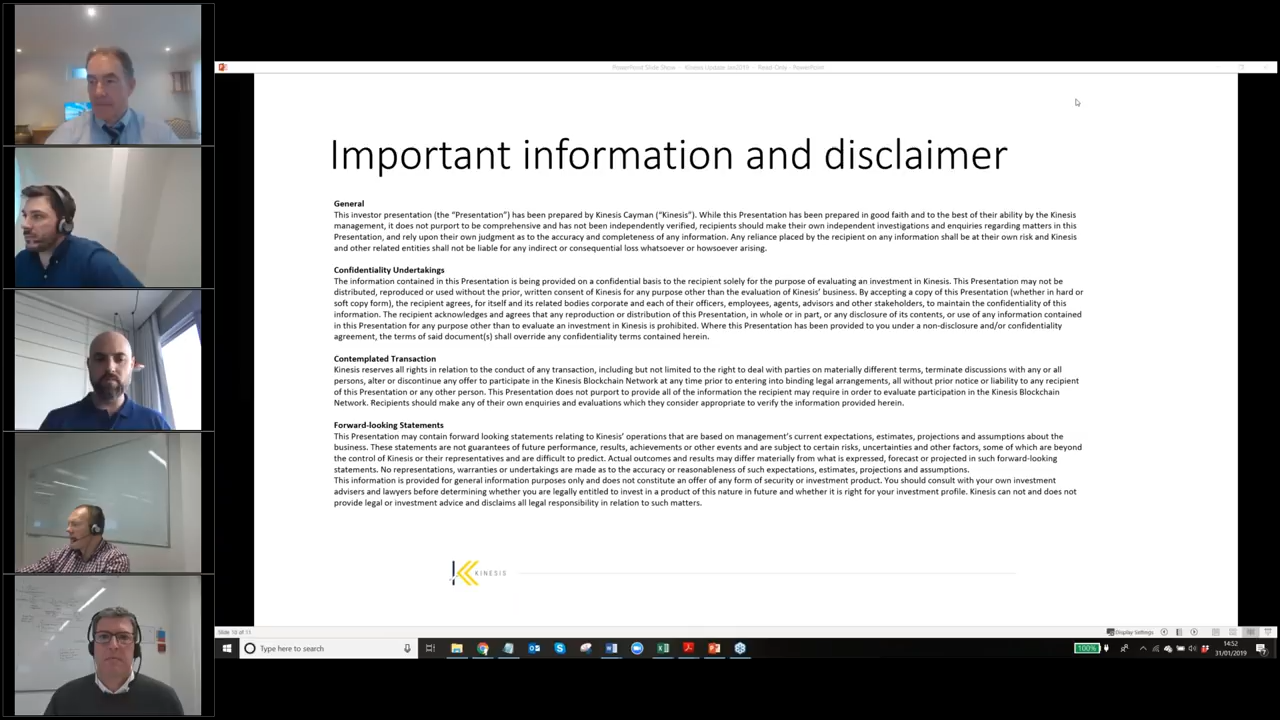 PowerPoint Slide Show - Kinesis Update Jan2019 - Read-Only - PowerPoint
Important information and disclaimer
General
This investor presentation (the “Presentation”) has been prepared by Kinesis Cayman (“Kinesis”). While this Presentation has been prepared in good faith and to the best of their ability by the Kinesis
management, it does not purport to be comprehensive and has not been independently verified, recipients should make their own independent investigations and enquiries regarding matters in this
Presentation, and rely upon their own judgment as to the accuracy and completeness of any information. Any reliance placed by the recipient on any information shall be at their own risk and Kinesis
and other related entities shall not be liable for any indirect or consequential loss whatsoever or howsoever arising.
Confidentiality Undertakings
The information contained in this Presentation is being provided on a confidential basis to the recipient solely for the purpose of evaluating an investment in Kinesis. This Presentation may not be
distributed, reproduced or used without the prior, written consent of Kinesis for any purpose other than the evaluation of Kinesis’ business. By accepting a copy of this Presentation (whether in hard or
soft copy form), the recipient agrees, for itself and its related bodies corporate and each of their officers, employees, agents, advisors and other stakeholders, to maintain the confidentiality of this
information. The recipient acknowledges and agrees that any reproduction or distribution of this Presentation, in whole or in part, or any disclosure of its contents, or use of any information contained
in this Presentation for any purpose other than to evaluate an investment in Kinesis is prohibited. Where this Presentation has been provided to you under a non-disclosure and/or confidentiality
agreement, the terms of said document(s) shall override any confidentiality terms contained herein.
Contemplated Transaction
Kinesis reserves all rights in relation to the conduct of any transaction, including but not limited to the right to deal with parties on materially different terms, terminate discussions with any or all
persons, alter or discontinue any offer to participate in the Kinesis Blockchain Network at any time prior to entering into binding legal arrangements, all without prior notice or liability to any recipient
of this Presentation or any other person. This Presentation does not purport to provide all of the information the recipient may require in order to evaluate participation in the Kinesis Blockchain
Network. Recipients should make any of their own enquiries and evaluations which they consider appropriate to verify the information provided herein.
Forward-looking Statements
This Presentation may contain forward looking statements relating to Kinesis’ operations that are based on management’s current expectations, estimates, projections and assumptions about the
business. These statements are not guarantees of future performance, results, achievements or other events and are subject to certain risks, uncertainties and other factors, some of which are beyond
the control of Kinesis or their representatives and are difficult to predict. Actual outcomes and results may differ materially from what is expressed, forecast or projected in such forward-looking
statements. No representations, warranties or undertakings are made as to the accuracy or reasonableness of such expectations, estimates, projections and assumptions.
This information is provided for general information purposes only and does not constitute an offer of any form of security or investment product. You should consult with your own investment
advisers and lawyers before determining whether you are legally entitled to invest in a product of this nature in future and whether it is right for your investment profile. Kinesis can not and does not
provide legal or investment advice and disclaims all legal responsibility in relation to such matters.
KINESIS
Slide 10 of 11
Display Settings
Type here to search
100%
14:52
31/01/2019